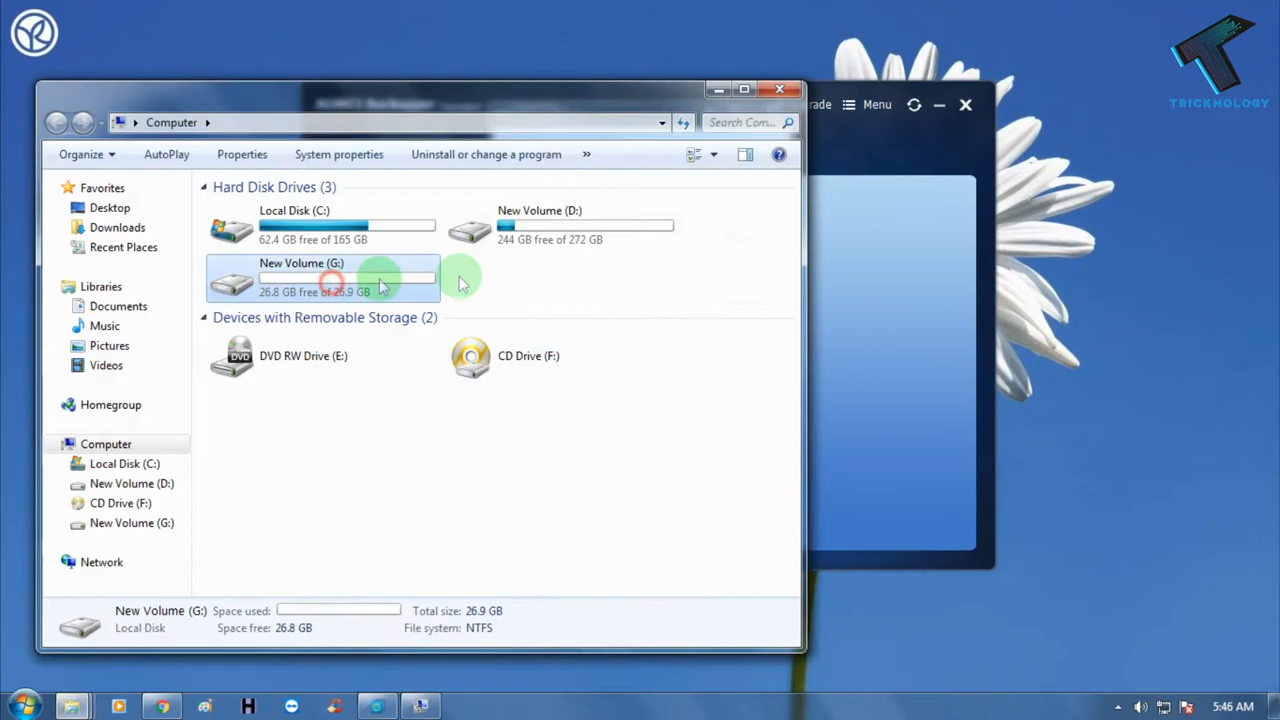 TRICKNOLOGY
rade
Menu
Computer
Search Com...
Organize
AutoPlay
Properties
System properties
Uninstall or change a program
»
Favorites
Desktop
Downloads
Recent Places
Libraries
Documents
Music
Pictures
Videos
Homegroup
Computer
Local Disk (C:)
New Volume (D:)
CD Drive (F:)
New Volume (G:)
Network
Hard Disk Drives (3)
Local Disk (C:)
62.4 GB free of 165 GB
New Volume (D:)
244 GB free of 272 GB
New Volume (G:)
26.8 GB free of 26.9 GB
Devices with Removable Storage (2)
DVD
DVD RW Drive (E:)
CD Drive (F:)
New Volume (G:) Space used: Total size: 26.9 GB
Local Disk Space free: 26.8 GB File system: NTFS
H
5:46 AM